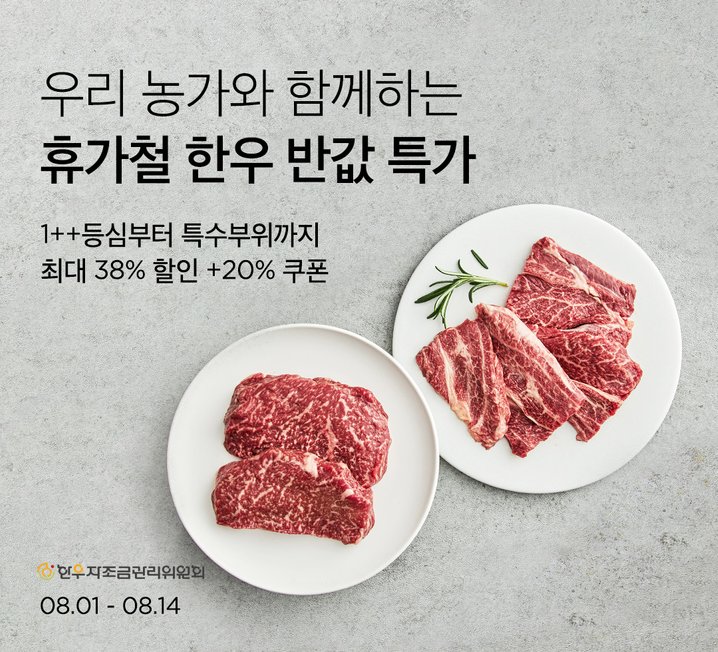 우리 농가와 함께하는
휴가철 한우 반값 특가
1++등심부터 특수부위까지
최대 38% 할인 +20% 쿠폰
한우자조금관리위원회
08.01 - 08.14